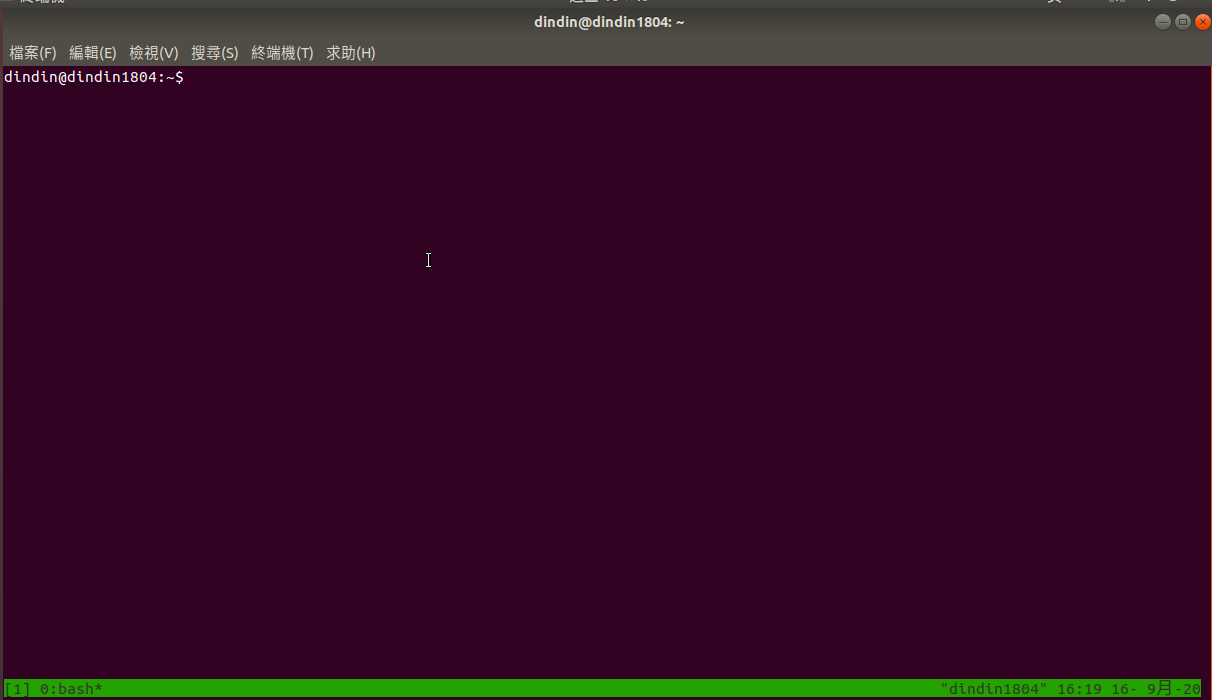 dindin@dindin1804: ~
檔案(F) 編輯(E) 檢視(V) 搜尋(S) 終端機(T) 求助(H)
dindin@dindin1804:~$
[1] 0:bash*
"dindin1804" 16:19 16- 9月-20